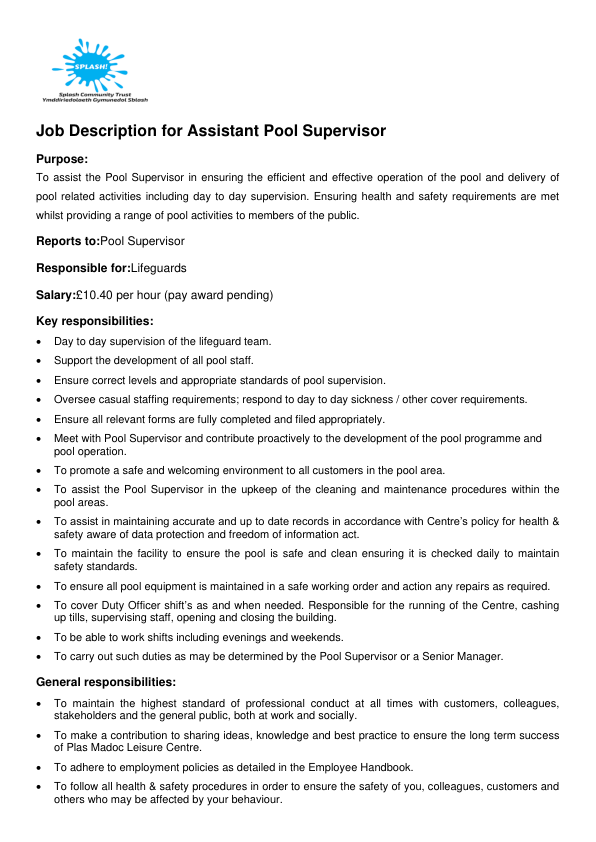 SPLASH!
Splash Community Trust
Ymddiriedolaeth Gymunedol Sblash
Job Description for Assistant Pool Supervisor
Purpose:
To assist the Pool Supervisor in ensuring the efficient and effective operation of the pool and delivery of
pool related activities including day to day supervision. Ensuring health and safety requirements are met
whilst providing a range of pool activities to members of the public.
Reports to:Pool Supervisor
Responsible for:Lifeguards
Salary:£10.40 per hour (pay award pending)
Key responsibilities:
• Day to day supervision of the lifeguard team.
• Support the development of all pool staff.
• Ensure correct levels and appropriate standards of pool supervision.
• Oversee casual staffing requirements; respond to day to day sickness / other cover requirements.
• Ensure all relevant forms are fully completed and filed appropriately.
• Meet with Pool Supervisor and contribute proactively to the development of the pool programme and
pool operation.
• To promote a safe and welcoming environment to all customers in the pool area.
• To assist the Pool Supervisor in the upkeep of the cleaning and maintenance procedures within the
pool areas.
• To assist in maintaining accurate and up to date records in accordance with Centre's policy for health &
safety aware of data protection and freedom of information act.
• To maintain the facility to ensure the pool is safe and clean ensuring it is checked daily to maintain
safety standards.
• To ensure all pool equipment is maintained in a safe working order and action any repairs as required.
• To cover Duty Officer shift's as and when needed. Responsible for the running of the Centre, cashing
up tills, supervising staff, opening and closing the building.
• To be able to work shifts including evenings and weekends.
• To carry out such duties as may be determined by the Pool Supervisor or a Senior Manager.
General responsibilities:
• To maintain the highest standard of professional conduct at all times with customers, colleagues,
stakeholders and the general public, both at work and socially.
• To make a contribution to sharing ideas, knowledge and best practice to ensure the long term success
of Plas Madoc Leisure Centre.
• To adhere to employment policies as detailed in the Employee Handbook.
• To follow all health & safety procedures in order to ensure the safety of you, colleagues, customers and
others who may be affected by your behaviour.